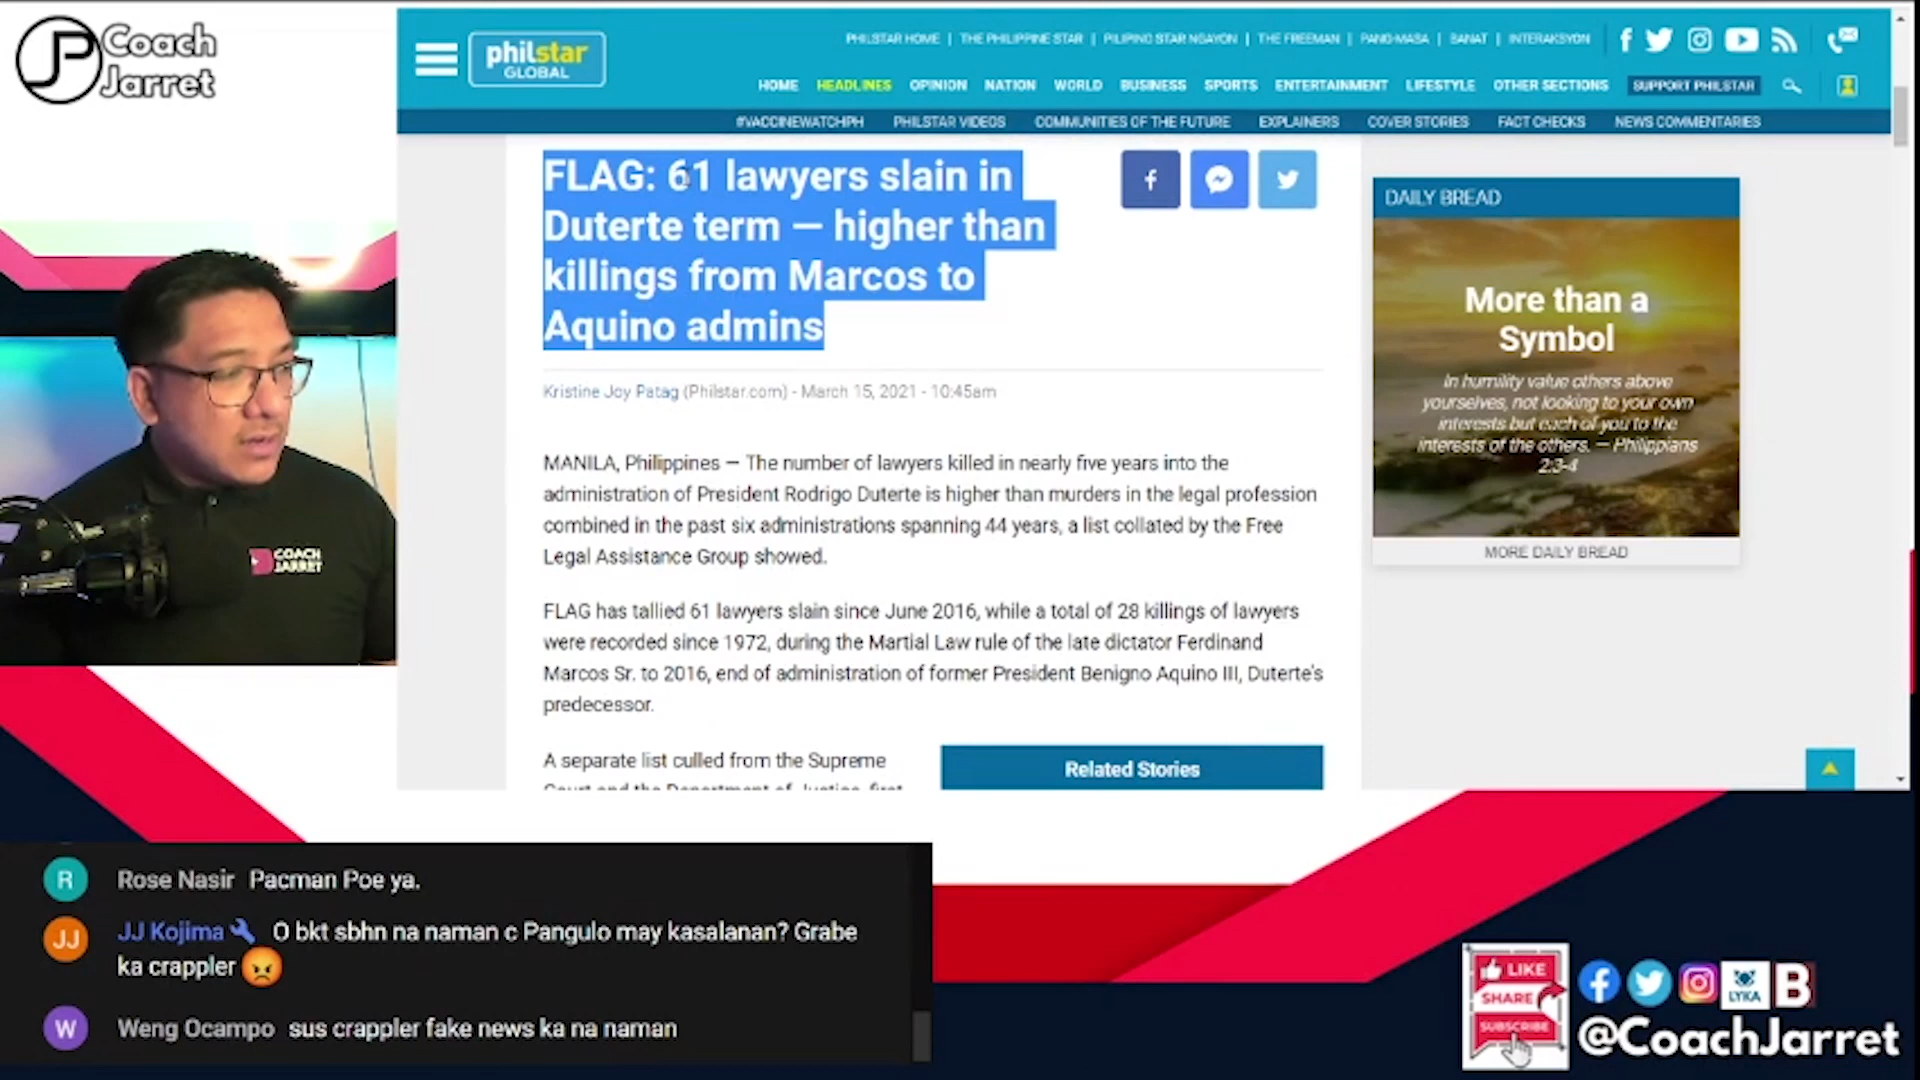 Coach
Jarret
philstar
GLOBAL
PHILSTAR HOME | THE PHILIPPINE STAR | PILIPINO STAR NGAYON | THE FREEMAN | PANG-MASA | BANAT | INTERAKSYON
HOME HEADLINES OPINION NATION WORLD BUSINESS SPORTS ENTERTAINMENT LIFESTYLE OTHER SECTIONS SUPPORT PHILSTAR
#VACCINEWATCHPH PHILSTAR VIDEOS COMMUNITIES OF THE FUTURE EXPLAINERS COVER STORIES FACT CHECKS NEWS COMMENTARIES
FLAG: 61 lawyers slain in
Duterte term — higher than
killings from Marcos to
Aquino admins
Kristine Joy Patag (Philstar.com) - March 15, 2021 - 10:45am
MANILA, Philippines — The number of lawyers killed in nearly five years into the
administration of President Rodrigo Duterte is higher than murders in the legal profession
combined in the past six administrations spanning 44 years, a list collated by the Free
Legal Assistance Group showed.
FLAG has tallied 61 lawyers slain since June 2016, while a total of 28 killings of lawyers
were recorded since 1972, during the Martial Law rule of the late dictator Ferdinand
Marcos Sr. to 2016, end of administration of former President Benigno Aquino III, Duterte's
predecessor.
A separate list culled from the Supreme
Court and the Department of Justice, first
Related Stories
DAILY BREAD
More than a
Symbol
In humility value others above
yourselves, not looking to your own
interests but each of you to the
interests of the others. — Philippians
2:3-4
MORE DAILY BREAD
COACH
JARRET
R Rose Nasir Pacman Poe ya.
JJ JJ Kojima O bkt sbhn na naman c Pangulo may kasalanan? Grabe
ka crappler
W Weng Ocampo sus crappler fake news ka na naman
LIKE
SHARE
SUBSCRIBE
LYKA
B
@CoachJarret